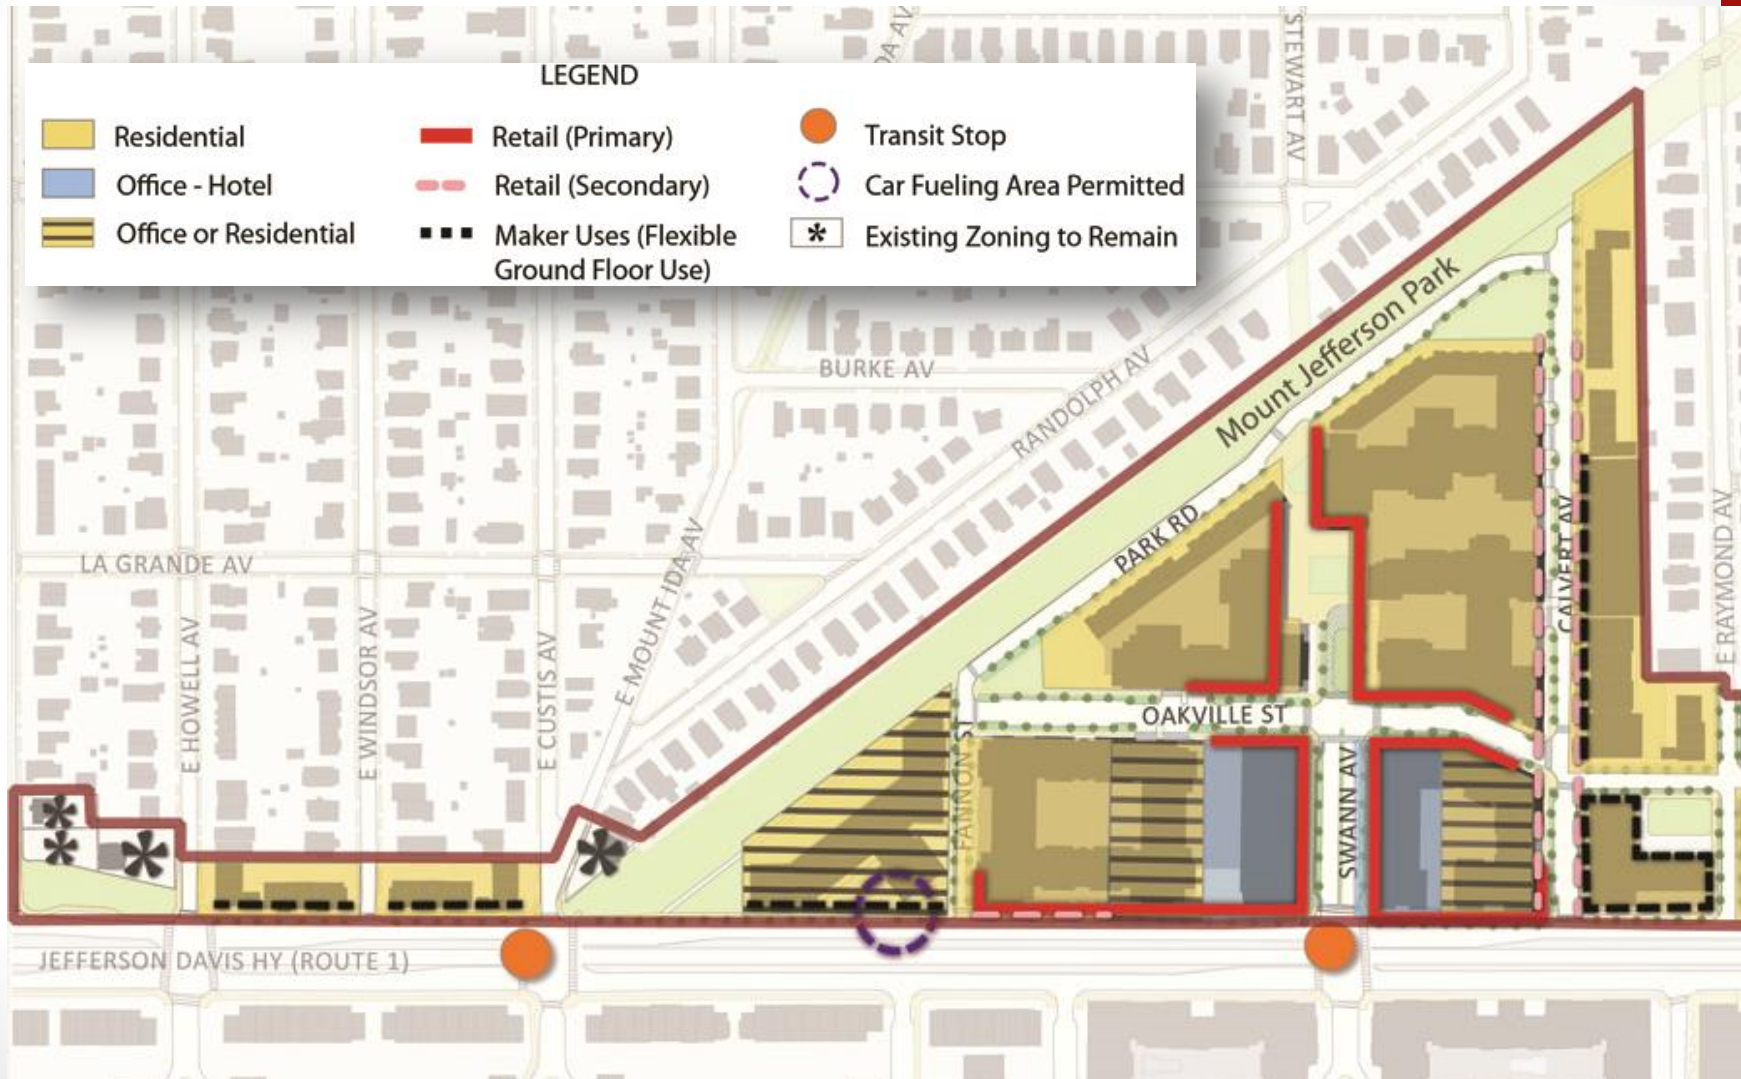 LEGEND
Residential
Office - Hotel
Office or Residential
Retail (Primary)
Retail (Secondary)
Maker Uses (Flexible
Ground Floor Use)
Transit Stop
Car Fueling Area Permitted
* Existing Zoning to Remain
DA AV
STEWART AV
BURKE AV
RANDOLPH AV
Mount Jefferson Park
PARK RD
LA GRANDE AV
E HOWELL AV
E WINDSOR AV
E CUSTIS AV
E MOUNT IDA AV
CALVERT AV
E RAYMOND AV
OAKVILLE ST
FANNON ST
SWANN AV
JEFFERSON DAVIS HY (ROUTE 1)